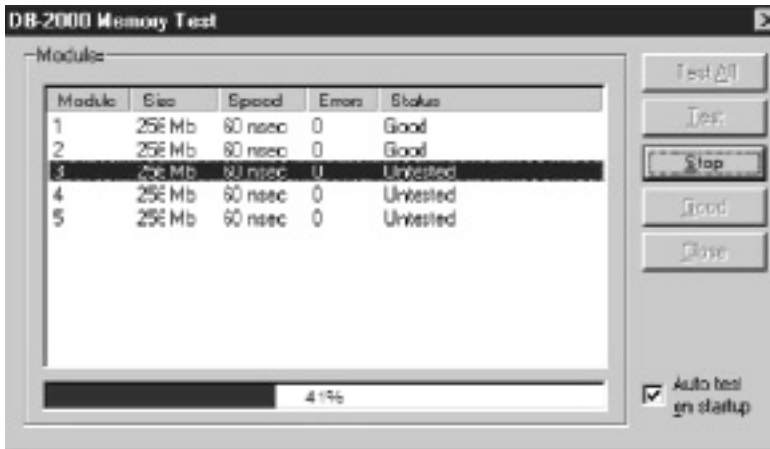 DB-2000 Memory Test
Modules
Module Size Speed Errors Status
1 256 Mb 60 nsec 0 Good
2 256 Mb 60 nsec 0 Good
3 256 Mb 60 nsec 0 Untested
4 256 Mb 60 nsec 0 Untested
5 256 Mb 60 nsec 0 Untested
41%
Test All
Test
Stop
Good
Close
Auto test
on startup